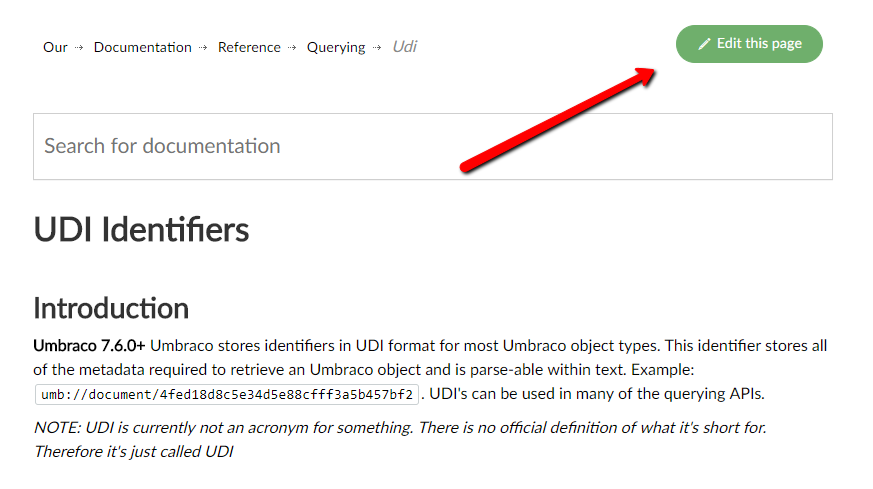 Our → Documentation → Reference → Querying → Udi
Edit this page
Search for documentation
UDI Identifiers
Introduction
Umbraco 7.6.0+ Umbraco stores identifiers in UDI format for most Umbraco object types. This identifier stores all
of the metadata required to retrieve an Umbraco object and is parse-able within text. Example:
umb://document/4fed18d8c5e34d5e88cfff3a5b457bf2 . UDI's can be used in many of the querying APIs.
NOTE: UDI is currently not an acronym for something. There is no official definition of what it's short for.
Therefore it's just called UDI